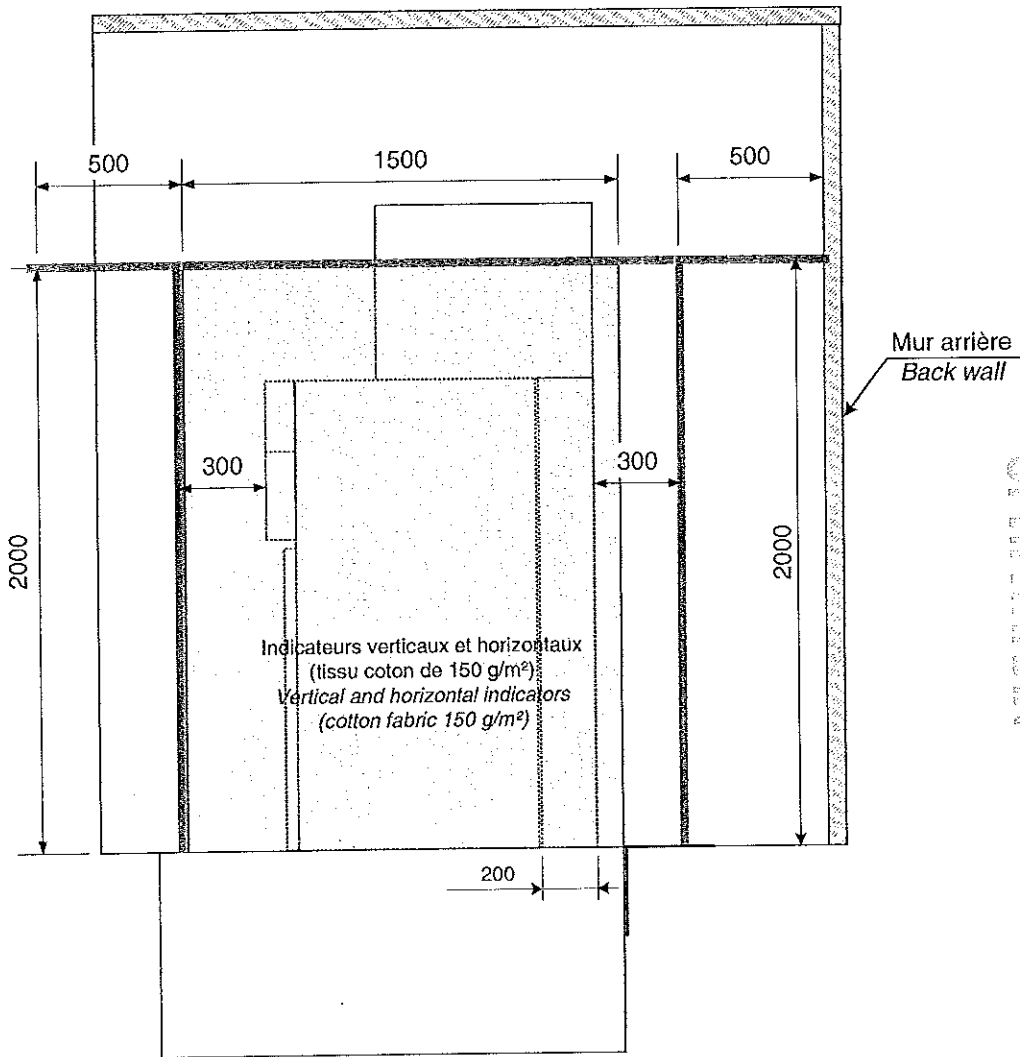 500
1500
500
Mur arrière
Back wall
300
300
2000
2000
Indicateurs verticaux et horizontaux
(tissu coton de 150 g/m²)
Vertical and horizontal indicators
(cotton fabric 150 g/m²)
200